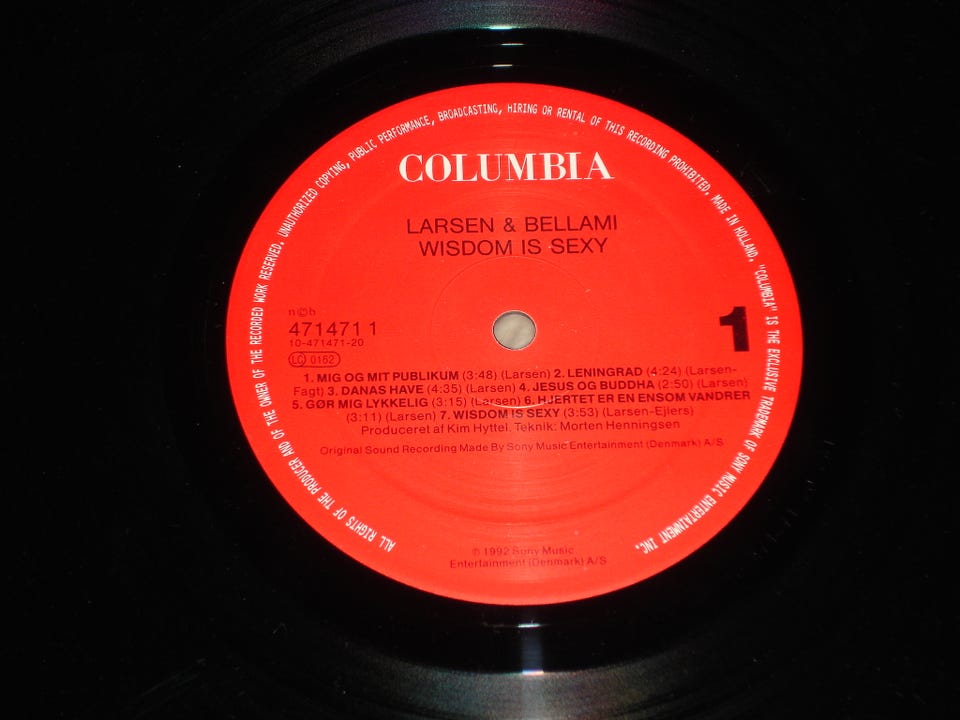 ALL RIGHTS OF THE PRODUCER AND OF THE OWNER OF THE RECORDED WORK RESERVED. UNAUTHORIZED COPYING, PUBLIC PERFORMANCE, BROADCASTING, HIRING OR RENTAL OF THIS RECORDING PROHIBITED. MADE IN HOLLAND. "COLUMBIA" IS THE EXCLUSIVE TRADEMARK OF SONY MUSIC ENTERTAINMENT INC.
COLUMBIA
LARSEN & BELLAMI
WISDOM IS SEXY
n©b
471471 1
10-471471-20
LC 0162
1
1. MIG OG MIT PUBLIKUM (3:48) (Larsen) 2. LENINGRAD (4:24) (Larsen-
Fagt) 3. DANAS HAVE (4:35) (Larsen) 4. JESUS OG BUDDHA (2:50) (Larsen)
5. GØR MIG LYKKELIG (3:15) (Larsen) 6. HJERTET ER EN ENSOM VANDRER
(3:11) (Larsen) 7. WISDOM IS SEXY (3:53) (Larsen-Ejlers)
Produceret af Kim Hyttel. Teknik: Morten Henningsen
Original Sound Recording Made By Sony Music Entertainment (Denmark) A/S
℗ 1992 Sony Music
Entertainment (Denmark) A/S